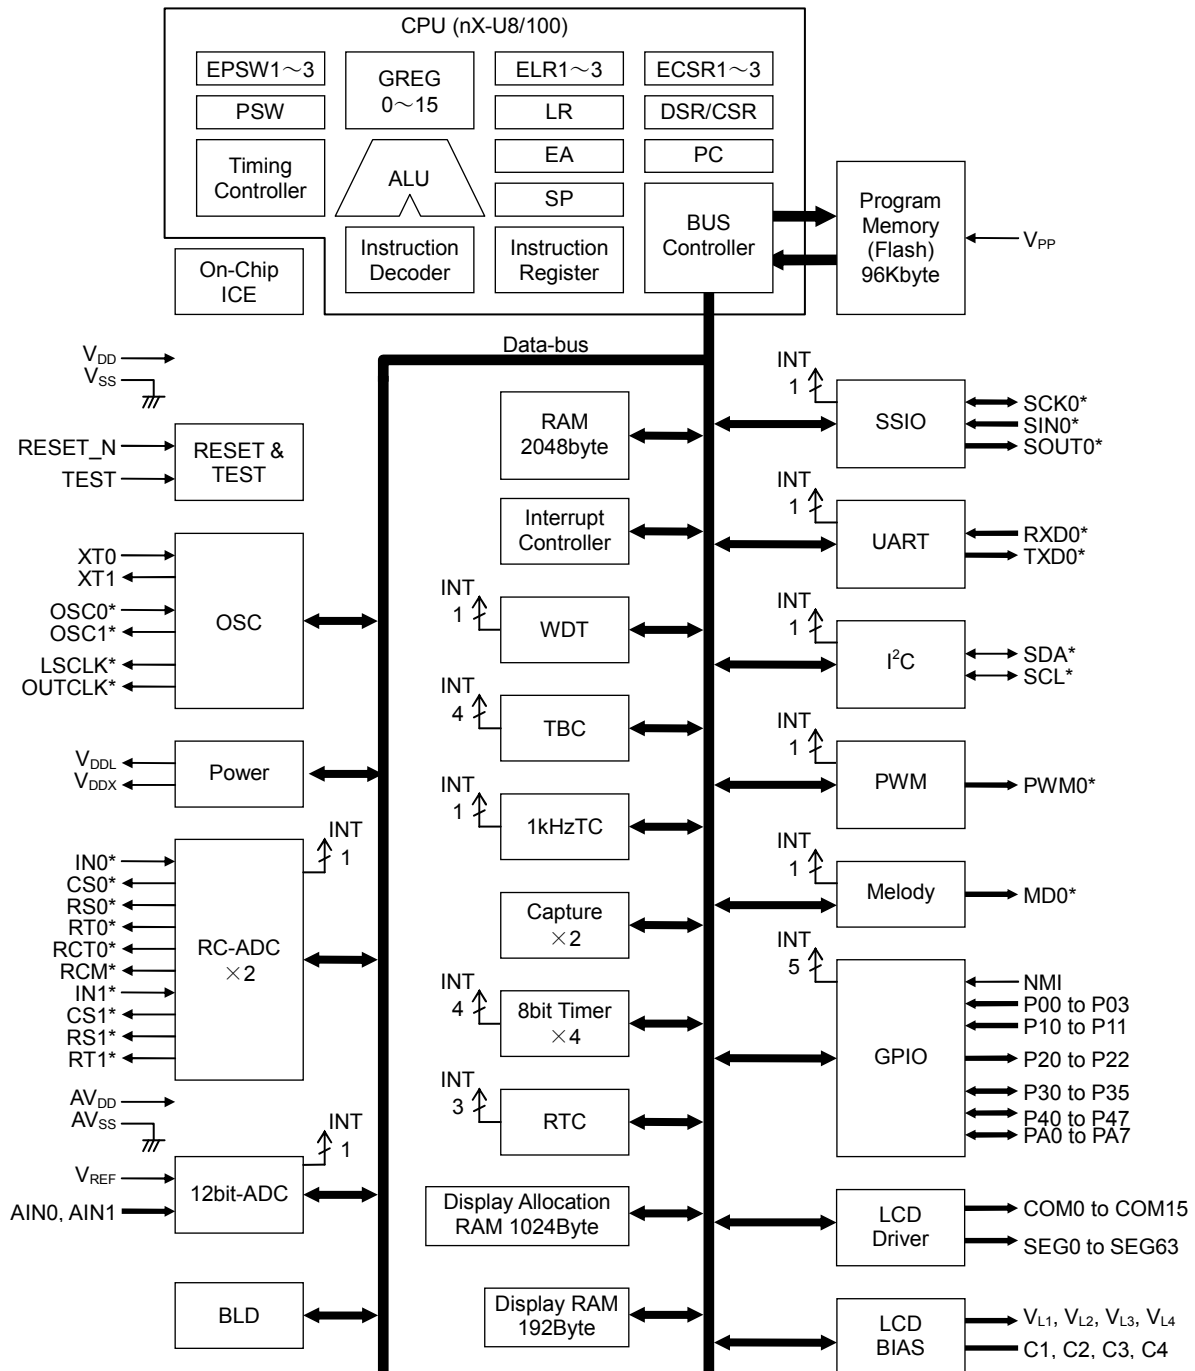 CPU (nX-U8/100)
EPSW1～3
GREG
0～15
ELR1～3
ECSR1～3
PSW
LR
DSR/CSR
Timing
Controller
ALU
EA
PC
SP
BUS
Controller
Program
Memory
(Flash)
96Kbyte
VPP
On-Chip
ICE
Instruction
Decoder
Instruction
Register
Data-bus
VDD
VSS
RESET_N
TEST
RESET &
TEST
XT0
XT1
OSC0*
OSC1*
LSCLK*
OUTCLK*
OSC
VDDL
VDDX
Power
INT
1
IN0*
CS0*
RS0*
RT0*
RCT0*
RCM*
IN1*
CS1*
RS1*
RT1*
RC-ADC
×2
AVDD
AVSS
INT
1
VREF
AIN0, AIN1
12bit-ADC
BLD
RAM
2048byte
Interrupt
Controller
INT
1
WDT
INT
4
TBC
INT
1
1kHzTC
Capture
×2
INT
4
8bit Timer
×4
INT
3
RTC
Display Allocation
RAM 1024Byte
Display RAM
192Byte
INT
1
SSIO
SCK0*
SIN0*
SOUT0*
INT
1
UART
RXD0*
TXD0*
INT
1
I²C
SDA*
SCL*
INT
1
PWM
PWM0*
INT
1
Melody
MD0*
INT
5
GPIO
NMI
P00 to P03
P10 to P11
P20 to P22
P30 to P35
P40 to P47
PA0 to PA7
LCD
Driver
COM0 to COM15
SEG0 to SEG63
LCD
BIAS
VL1, VL2, VL3, VL4
C1, C2, C3, C4